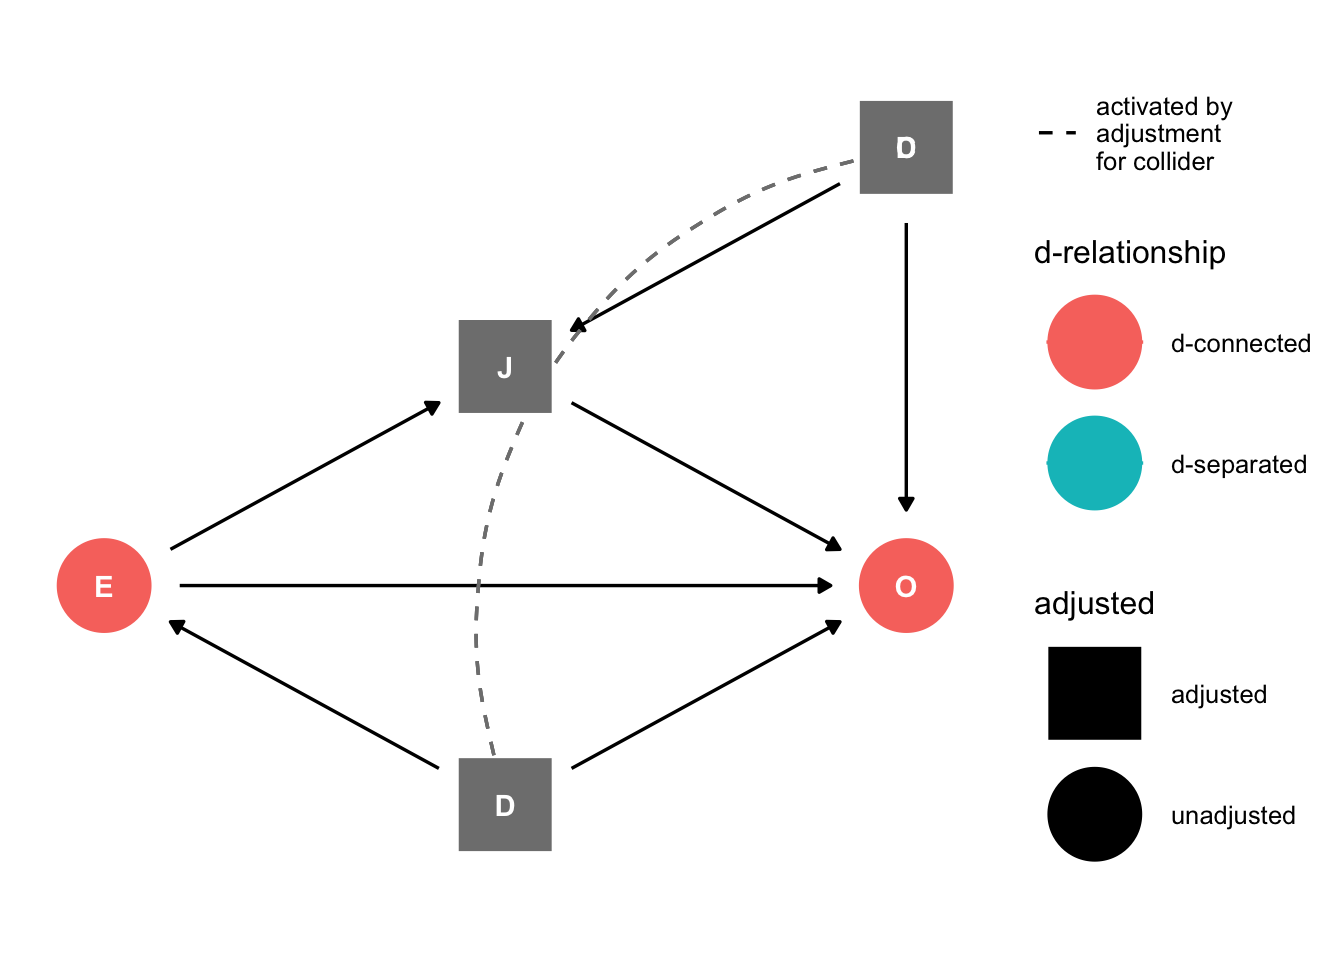 activated by
adjustment
for collider
d-relationship
J
d-connected
d-separated
E
O
adjusted
adjusted
D
unadjusted